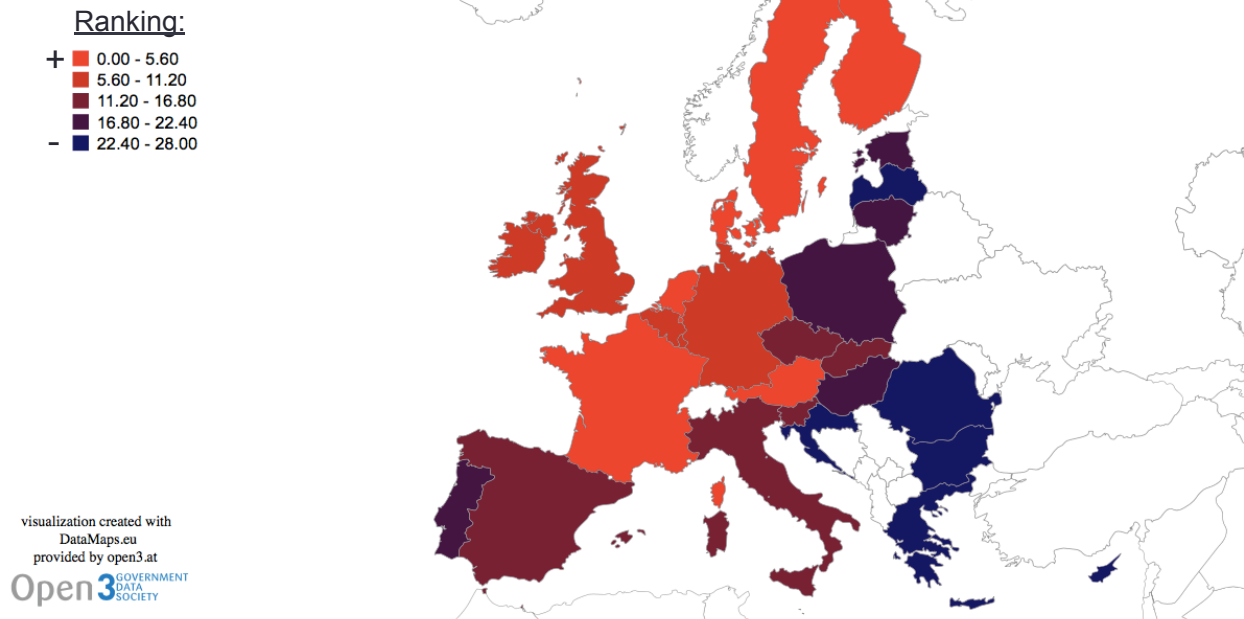 Ranking:
+ 0.00 - 5.60
5.60 - 11.20
11.20 - 16.80
16.80 - 22.40
- 22.40 - 28.00
visualization created with
DataMaps.eu
provided by open3.at
Open3 GOVERNMENT
DATA
SOCIETY